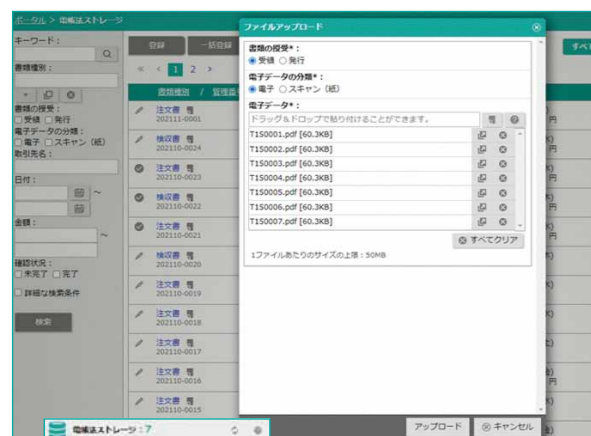 ポータル > 電帳法ストレージ
キーワード：
書類種別：
書類の授受：
□受領 □発行
電子データの分類：
□電子 □スキャン（紙）
取引先名：
日付：
～
金額：
～
確認状況：
□未完了 □完了
□詳細な検索条件
検索
登録 一括登録
« < 1 2 >
書類種別 /
注文書
202111-0001
検収書
202110-0024
注文書
202110-0023
検収書
202110-0022
注文書
202110-0021
検収書
202110-0020
注文書
202110-0019
注文書
202110-0018
注文書
202110-0017
注文書
202110-0016
注文書
202110-0015
ファイルアップロード
書類の授受*：
受領 発行
電子データの分類*：
電子 スキャン（紙）
電子データ*：
ドラッグ&ドロップで貼り付けることができます。
T150001.pdf [60.3KB]
T150002.pdf [60.3KB]
T150003.pdf [60.3KB]
T150004.pdf [60.3KB]
T150005.pdf [60.3KB]
T150006.pdf [60.3KB]
T150007.pdf [60.3KB]
すべてクリア
1ファイルあたりのサイズの上限：50MB
アップロード キャンセル
電帳法ストレージ：7